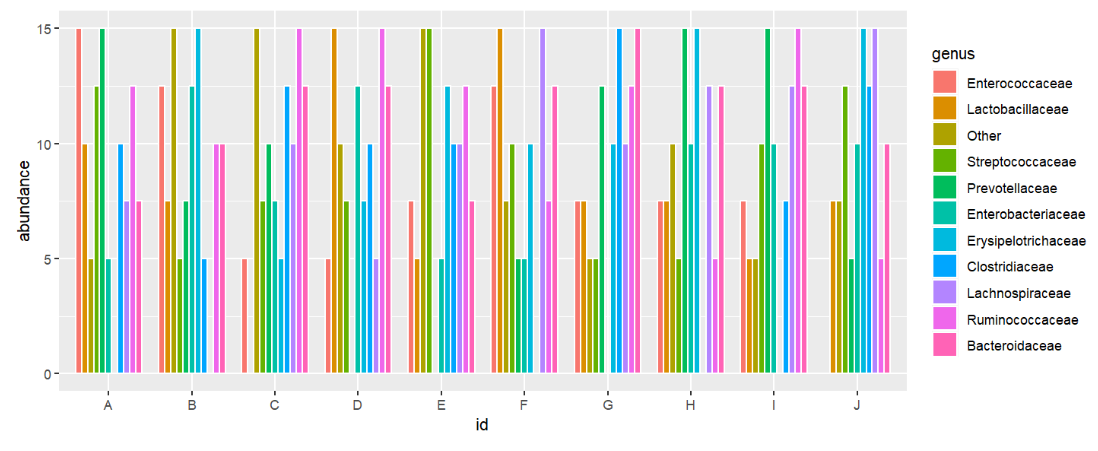 15
10
5
0
abundance
A B C D E F G H I J
id
genus
Enterococcaceae
Lactobacillaceae
Other
Streptococcaceae
Prevotellaceae
Enterobacteriaceae
Erysipelotrichaceae
Clostridiaceae
Lachnospiraceae
Ruminococcaceae
Bacteroidaceae